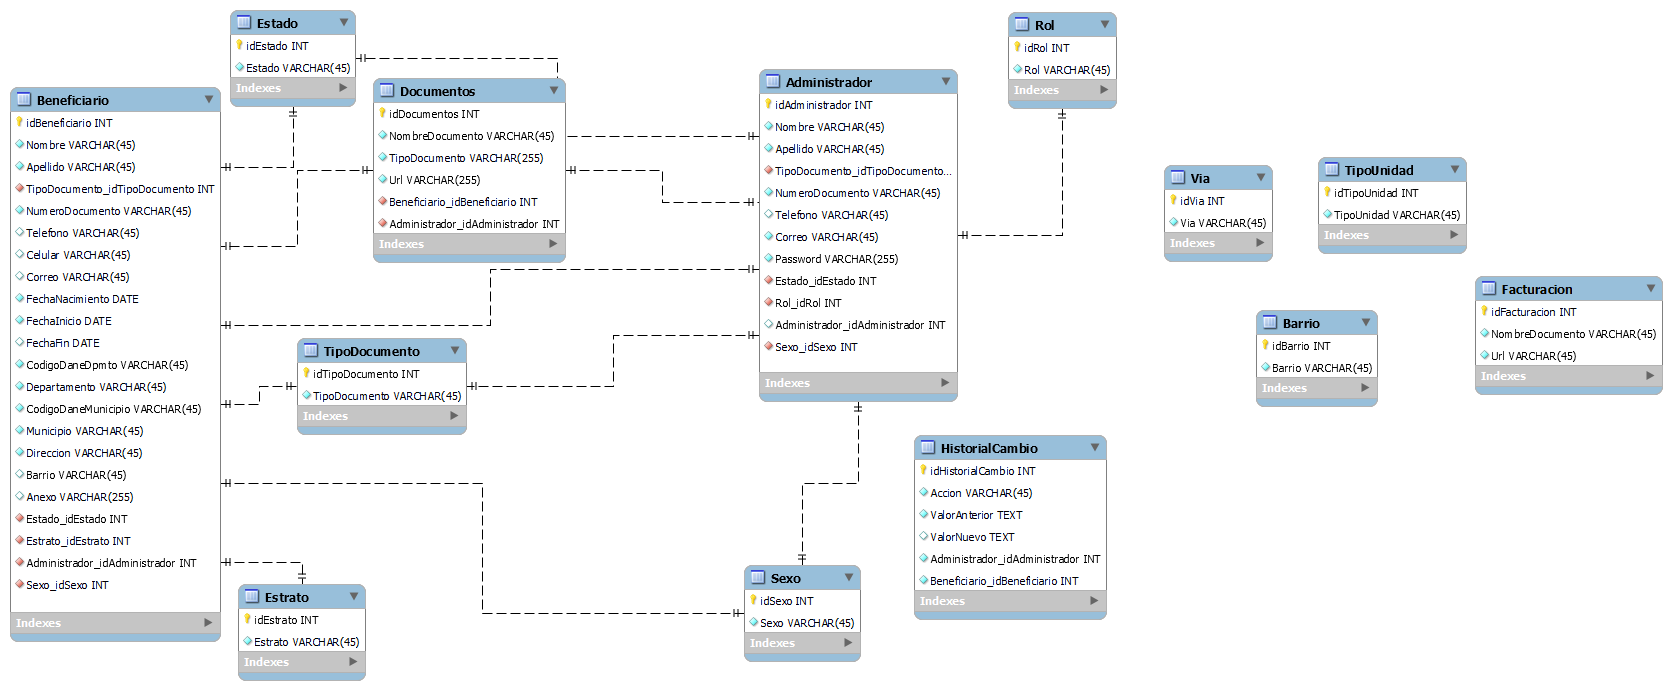 Estado
idEstado INT
Estado VARCHAR(45)
Indexes
Beneficiario
idBeneficiario INT
Nombre VARCHAR(45)
Apellido VARCHAR(45)
TipoDocumento_idTipoDocumento INT
NumeroDocumento VARCHAR(45)
Telefono VARCHAR(45)
Celular VARCHAR(45)
Correo VARCHAR(45)
FechaNacimiento DATE
FechaInicio DATE
FechaFin DATE
CodigoDaneDpmto VARCHAR(45)
Departamento VARCHAR(45)
CodigoDaneMunicipio VARCHAR(45)
Municipio VARCHAR(45)
Direccion VARCHAR(45)
Barrio VARCHAR(45)
Anexo VARCHAR(255)
Estado_idEstado INT
Estrato_idEstrato INT
Administrador_idAdministrador INT
Sexo_idSexo INT
Indexes
Documentos
idDocumentos INT
NombreDocumento VARCHAR(45)
TipoDocumento VARCHAR(255)
Url VARCHAR(255)
Beneficiario_idBeneficiario INT
Administrador_idAdministrador INT
Indexes
TipoDocumento
idTipoDocumento INT
TipoDocumento VARCHAR(45)
Indexes
Estrato
idEstrato INT
Estrato VARCHAR(45)
Indexes
Administrador
idAdministrador INT
Nombre VARCHAR(45)
Apellido VARCHAR(45)
TipoDocumento_idTipoDocumento...
NumeroDocumento VARCHAR(45)
Telefono VARCHAR(45)
Correo VARCHAR(45)
Password VARCHAR(255)
Estado_idEstado INT
Rol_idRol INT
Administrador_idAdministrador INT
Sexo_idSexo INT
Indexes
Sexo
idSexo INT
Sexo VARCHAR(45)
Indexes
Rol
idRol INT
Rol VARCHAR(45)
Indexes
HistorialCambio
idHistorialCambio INT
Accion VARCHAR(45)
ValorAnterior TEXT
ValorNuevo TEXT
Administrador_idAdministrador INT
Beneficiario_idBeneficiario INT
Indexes
Via
idVia INT
Via VARCHAR(45)
Indexes
TipoUnidad
idTipoUnidad INT
TipoUnidad VARCHAR(45)
Indexes
Barrio
idBarrio INT
Barrio VARCHAR(45)
Indexes
Facturacion
idFacturacion INT
NombreDocumento VARCHAR(45)
Url VARCHAR(45)
Indexes